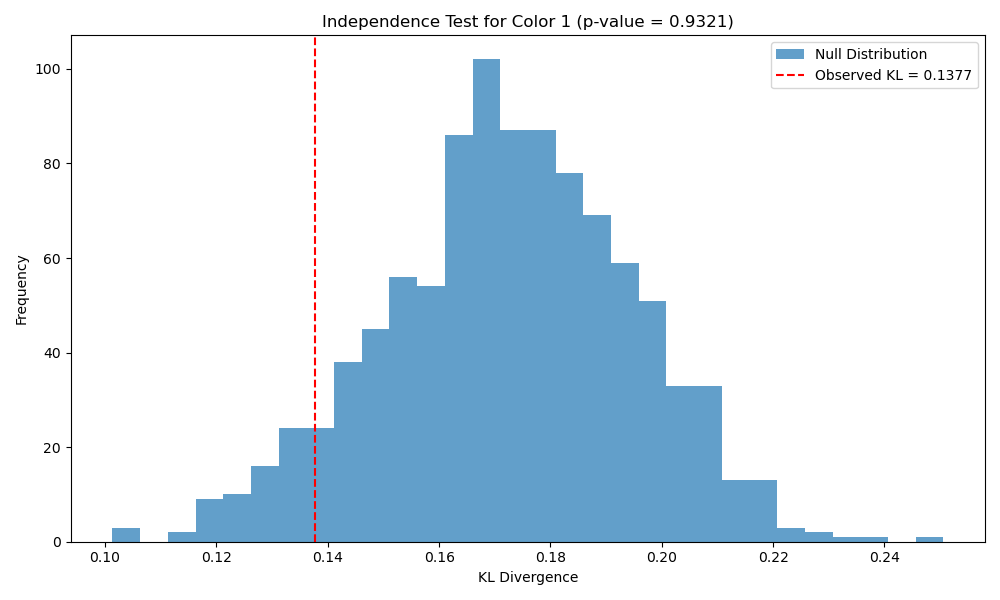 Independence Test for Color 1 (p-value = 0.9321)
Null Distribution
Observed KL = 0.1377
100
80
60
40
20
0
Frequency
0.10 0.12 0.14 0.16 0.18 0.20 0.22 0.24
KL Divergence